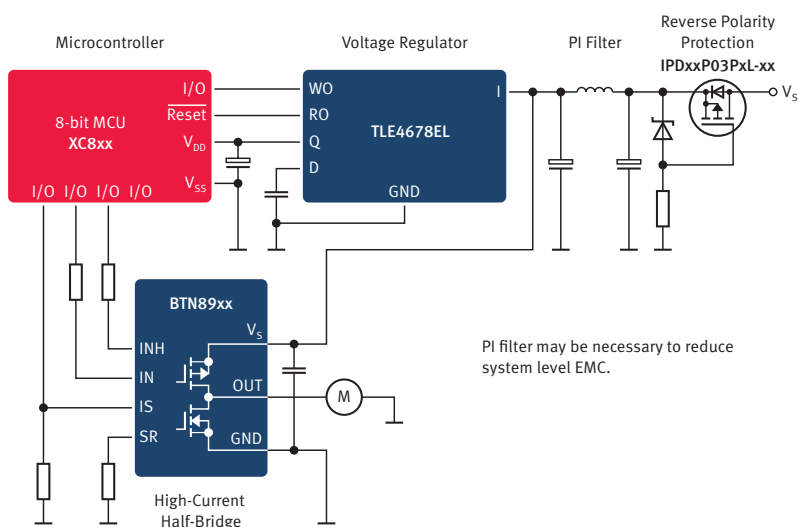 Reverse Polarity
Protection
IPDxxP03PxL-xx
Microcontroller
Voltage Regulator
PI Filter
8-bit MCU
XC8xx
I/O
Reset
V_DD
V_SS
I/O I/O I/O I/O
WO
RO
Q
D
TLE4678EL
I
GND
V_S
BTN89xx
V_S
INH
IN
IS
SR
OUT
GND
M
High-Current
Half-Bridge
PI filter may be necessary to reduce
system level EMC.